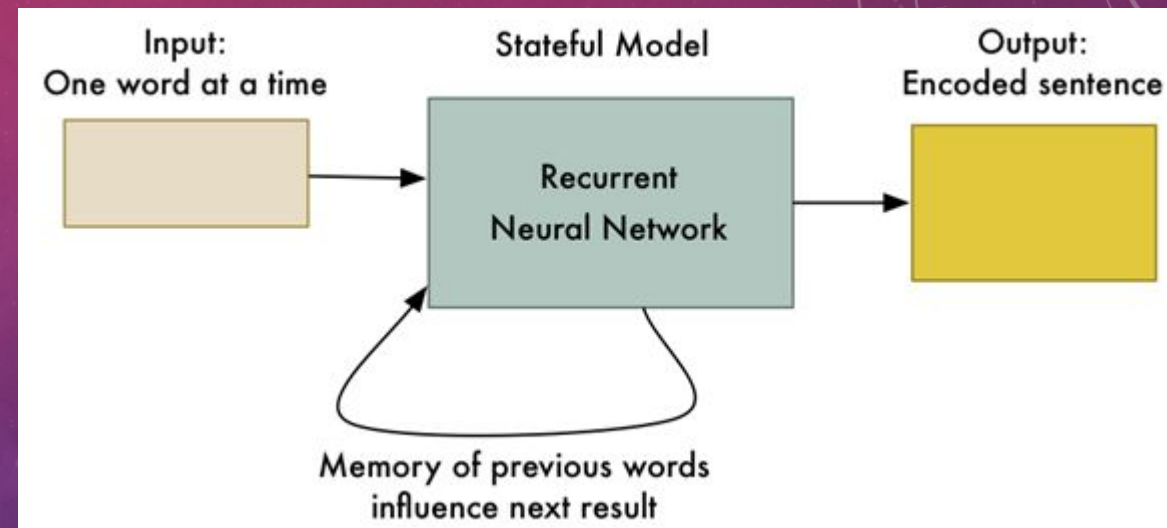 Input:
One word at a time
Stateful Model
Output:
Encoded sentence
Recurrent
Neural Network
Memory of previous words
influence next result